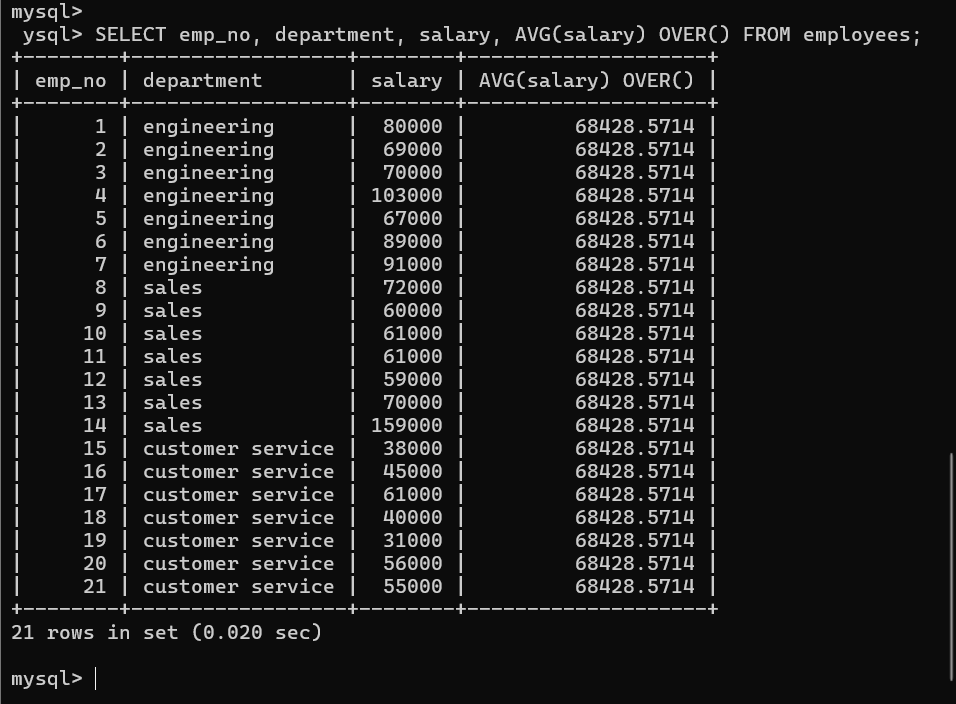 mysql>
 ysql> SELECT emp_no, department, salary, AVG(salary) OVER() FROM employees;
+--------+------------------+--------+--------------------+
| emp_no | department       | salary | AVG(salary) OVER() |
+--------+------------------+--------+--------------------+
|      1 | engineering      |  80000 |         68428.5714 |
|      2 | engineering      |  69000 |         68428.5714 |
|      3 | engineering      |  70000 |         68428.5714 |
|      4 | engineering      | 103000 |         68428.5714 |
|      5 | engineering      |  67000 |         68428.5714 |
|      6 | engineering      |  89000 |         68428.5714 |
|      7 | engineering      |  91000 |         68428.5714 |
|      8 | sales            |  72000 |         68428.5714 |
|      9 | sales            |  60000 |         68428.5714 |
|     10 | sales            |  61000 |         68428.5714 |
|     11 | sales            |  61000 |         68428.5714 |
|     12 | sales            |  59000 |         68428.5714 |
|     13 | sales            |  70000 |         68428.5714 |
|     14 | sales            | 159000 |         68428.5714 |
|     15 | customer service |  38000 |         68428.5714 |
|     16 | customer service |  45000 |         68428.5714 |
|     17 | customer service |  61000 |         68428.5714 |
|     18 | customer service |  40000 |         68428.5714 |
|     19 | customer service |  31000 |         68428.5714 |
|     20 | customer service |  56000 |         68428.5714 |
|     21 | customer service |  55000 |         68428.5714 |
+--------+------------------+--------+--------------------+
21 rows in set (0.020 sec)
mysql>